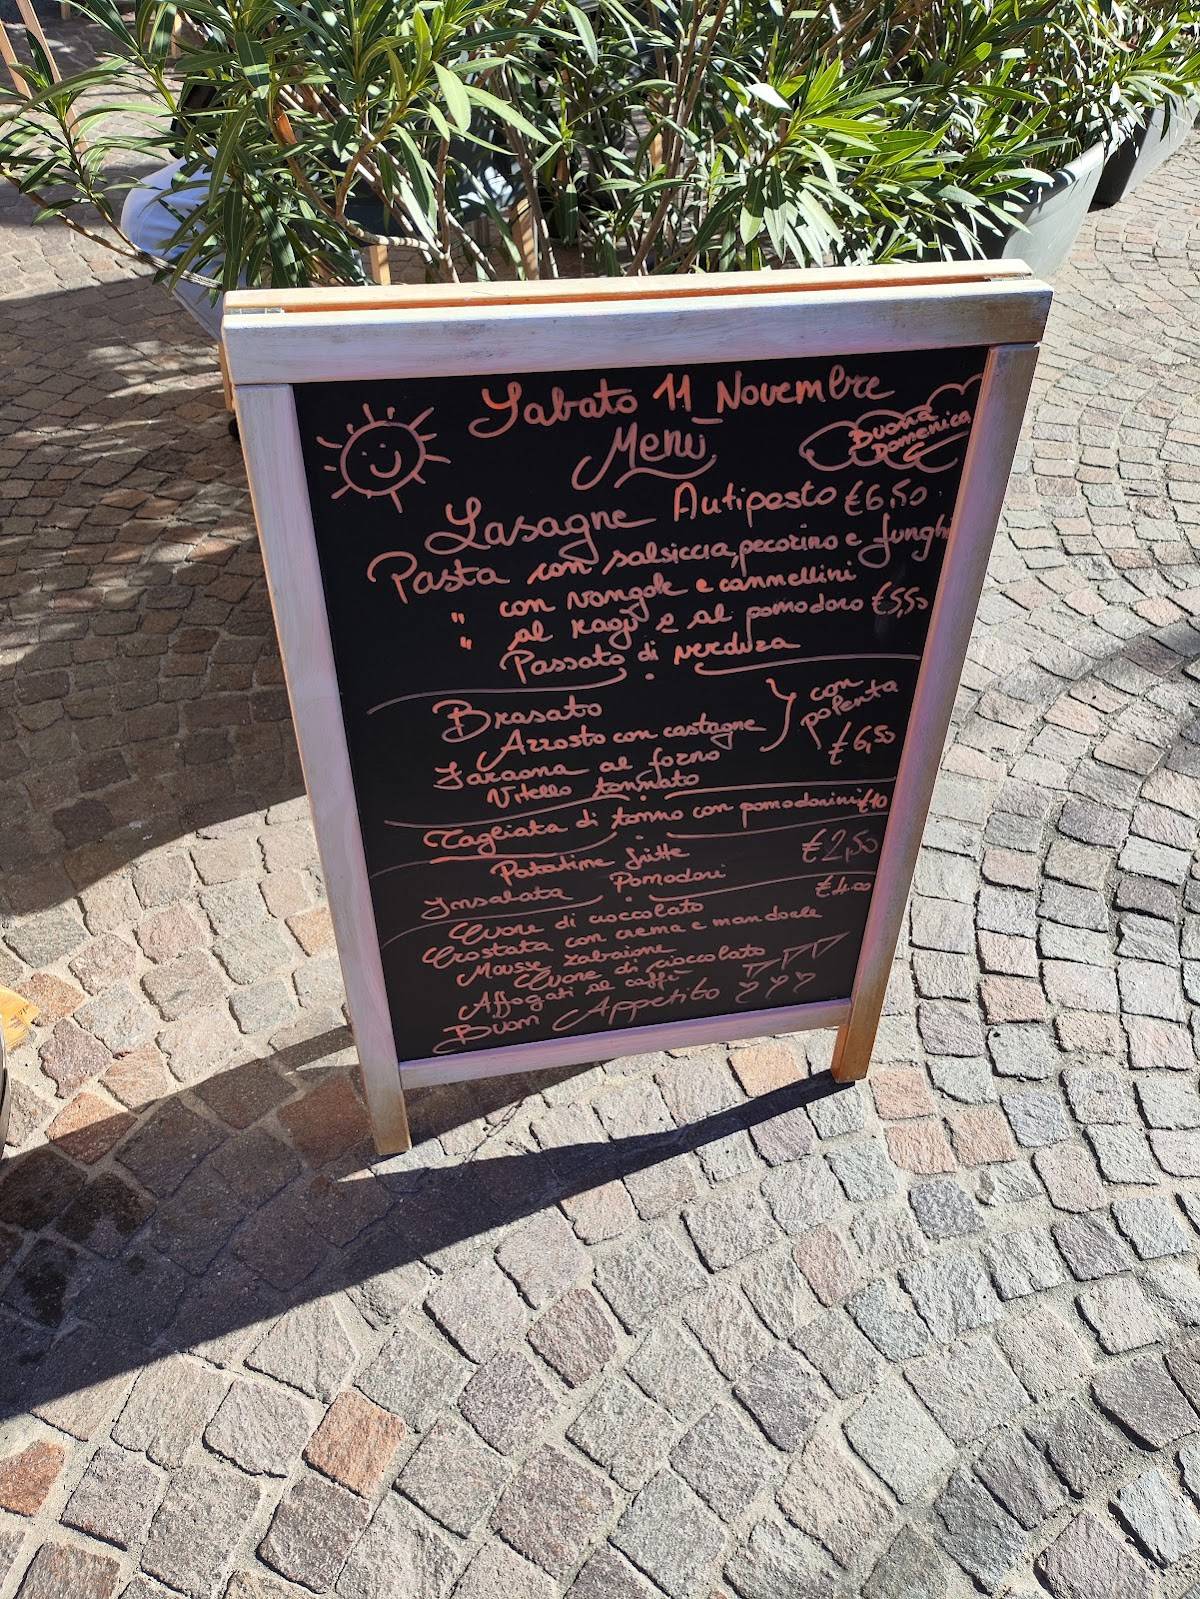 Sabato 11 Novembre
Menù
Buona
Domenica
Lasagne Antipasto €6,50
Pasta con salsiccia, pecorino e funghi
" con vongole e cannellini
" al ragù e al pomodoro €5,50
Passato di verdura
Brasato
Arrosto con castagne
con
polenta
Faraona al forno
€6,50
Vitello tonnato
Tagliata di tonno con pomodorini €10
Patatine fritte
€2,50
Insalata Pomodori
€4.00
Cuore di cioccolato
Crostata con crema e mandorle
Mousse zabaione
Cuore di cioccolato
Affogati al caffè
Buon Appetito